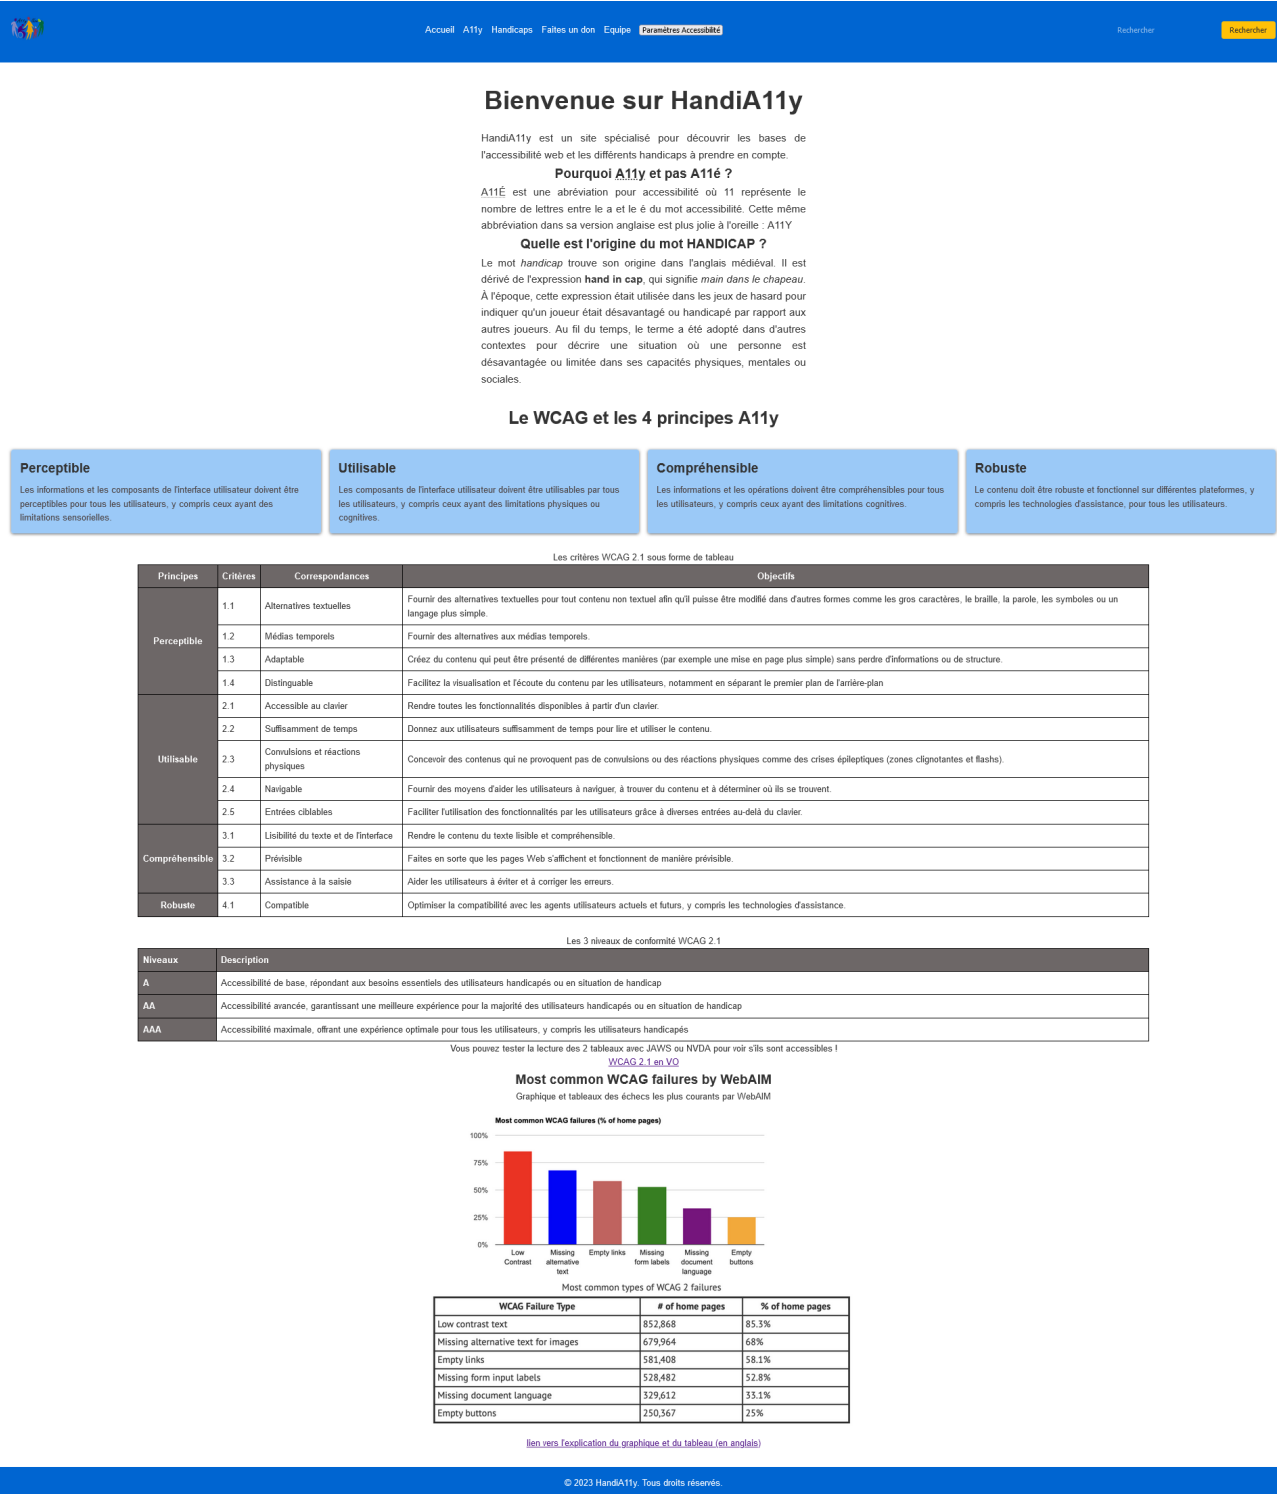 Accueil A11y Handicaps Faites un don Equipe Paramètres Accessibilité Rechercher Rechercher
Bienvenue sur HandiA11y
HandiA11y est un site spécialisé pour découvrir les bases de
l'accessibilité web et les différents handicaps à prendre en compte.
Pourquoi A11y et pas A11é ?
A11É est une abréviation pour accessibilité où 11 représente le
nombre de lettres entre le a et le é du mot accessibilité. Cette même
abbréviation dans sa version anglaise est plus jolie à l'oreille : A11Y
Quelle est l'origine du mot HANDICAP ?
Le mot handicap trouve son origine dans l'anglais médiéval. Il est
dérivé de l'expression hand in cap, qui signifie main dans le chapeau.
À l'époque, cette expression était utilisée dans les jeux de hasard pour
indiquer qu'un joueur était désavantagé ou handicapé par rapport aux
autres joueurs. Au fil du temps, le terme a été adopté dans d'autres
contextes pour décrire une situation où une personne est
désavantagée ou limitée dans ses capacités physiques, mentales ou
sociales.
Le WCAG et les 4 principes A11y
Perceptible
Les informations et les composants de l'interface utilisateur doivent être
perceptibles pour tous les utilisateurs, y compris ceux ayant des
limitations sensorielles.
Utilisable
Les composants de l'interface utilisateur doivent être utilisables par tous
les utilisateurs, y compris ceux ayant des limitations physiques ou
cognitives.
Compréhensible
Les informations et les opérations doivent être compréhensibles pour tous
les utilisateurs, y compris ceux ayant des limitations cognitives.
Robuste
Le contenu doit être robuste et fonctionnel sur différentes plateformes, y
compris les technologies d'assistance, pour tous les utilisateurs.
Les critères WCAG 2.1 sous forme de tableau
Principes Critères Correspondances Objectifs
Perceptible
1.1 Alternatives textuelles Fournir des alternatives textuelles pour tout contenu non textuel afin qu'il puisse être modifié dans d'autres formes comme les gros caractères, le braille, la parole, les symboles ou un
langage plus simple.
1.2 Médias temporels Fournir des alternatives aux médias temporels.
1.3 Adaptable Créez du contenu qui peut être présenté de différentes manières (par exemple une mise en page plus simple) sans perdre d'informations ou de structure.
1.4 Distinguable Facilitez la visualisation et l'écoute du contenu par les utilisateurs, notamment en séparant le premier plan de l'arrière-plan
Utilisable
2.1 Accessible au clavier Rendre toutes les fonctionnalités disponibles à partir d'un clavier.
2.2 Suffisamment de temps Donnez aux utilisateurs suffisamment de temps pour lire et utiliser le contenu.
2.3 Convulsions et réactions
physiques Concevoir des contenus qui ne provoquent pas de convulsions ou des réactions physiques comme des crises épileptiques (zones clignotantes et flashs).
2.4 Navigable Fournir des moyens d'aider les utilisateurs à naviguer, à trouver du contenu et à déterminer où ils se trouvent.
2.5 Entrées ciblables Faciliter l'utilisation des fonctionnalités par les utilisateurs grâce à diverses entrées au-delà du clavier.
Compréhensible
3.1 Lisibilité du texte et de l'interface Rendre le contenu du texte lisible et compréhensible.
3.2 Prévisible Faites en sorte que les pages Web s'affichent et fonctionnent de manière prévisible.
3.3 Assistance à la saisie Aider les utilisateurs à éviter et à corriger les erreurs.
Robuste 4.1 Compatible Optimiser la compatibilité avec les agents utilisateurs actuels et futurs, y compris les technologies d'assistance.
Les 3 niveaux de conformité WCAG 2.1
Niveaux Description
A Accessibilité de base, répondant aux besoins essentiels des utilisateurs handicapés ou en situation de handicap
AA Accessibilité avancée, garantissant une meilleure expérience pour la majorité des utilisateurs handicapés ou en situation de handicap
AAA Accessibilité maximale, offrant une expérience optimale pour tous les utilisateurs, y compris les utilisateurs handicapés
Vous pouvez tester la lecture des 2 tableaux avec JAWS ou NVDA pour voir s'ils sont accessibles !
WCAG 2.1 en VO
Most common WCAG failures by WebAIM
Graphique et tableaux des échecs les plus courants par WebAIM
Most common WCAG failures (% of home pages)
100%
75%
50%
25%
0%
Low Contrast
Missing alternative text
Empty links
Missing form labels
Missing document language
Empty buttons
Most common types of WCAG 2 failures
WCAG Failure Type # of home pages % of home pages
Low contrast text 852,868 85.3%
Missing alternative text for images 679,964 68%
Empty links 581,408 58.1%
Missing form input labels 528,482 52.8%
Missing document language 329,612 33.1%
Empty buttons 250,367 25%
lien vers l'explication du graphique et du tableau (en anglais)
© 2023 HandiA11y. Tous droits réservés.